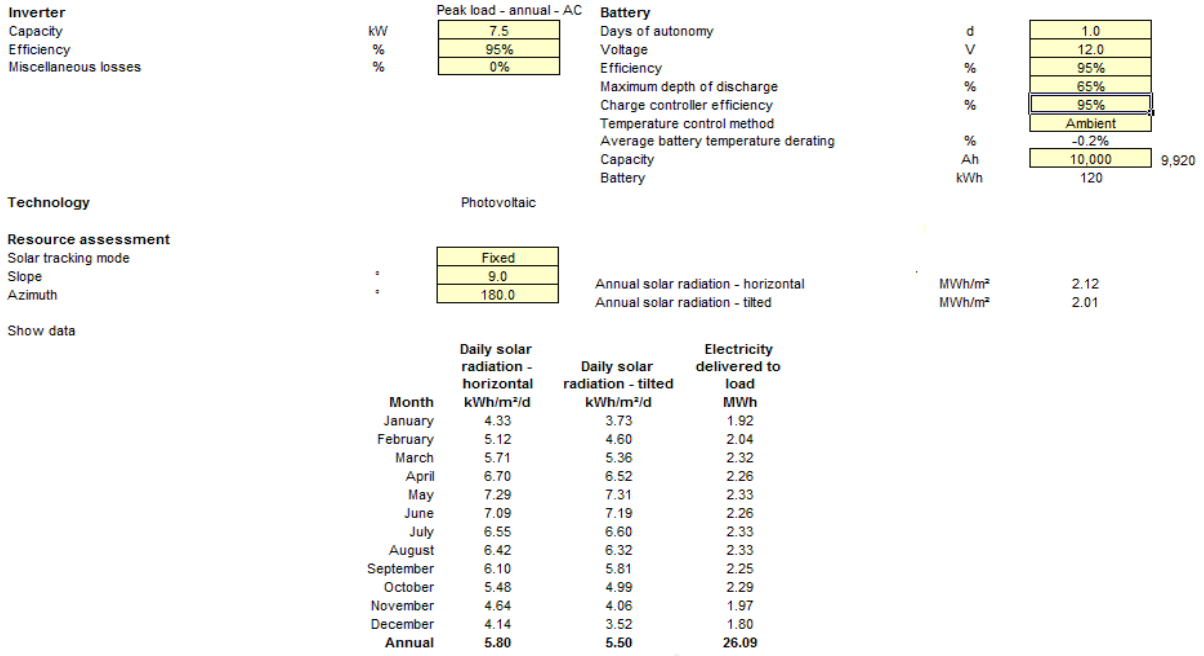 Inverter Peak load - annual - AC Battery
Capacity kW 7.5 Days of autonomy d 1.0
Efficiency % 95% Voltage V 12.0
Miscellaneous losses % 0% Efficiency % 95%
Maximum depth of discharge % 65%
Charge controller efficiency % 95%
Temperature control method Ambient
Average battery temperature derating % -0.2%
Capacity Ah 10,000 9,920
Battery kWh 120
Technology Photovoltaic
Resource assessment
Solar tracking mode Fixed
Slope ° 9.0 Annual solar radiation - horizontal MWh/m² 2.12
Azimuth ° 180.0 Annual solar radiation - tilted MWh/m² 2.01
Show data
Daily solar Electricity
radiation - Daily solar delivered to
horizontal radiation - tilted load
Month kWh/m²/d kWh/m²/d MWh
January 4.33 3.73 1.92
February 5.12 4.60 2.04
March 5.71 5.36 2.32
April 6.70 6.52 2.26
May 7.29 7.31 2.33
June 7.09 7.19 2.26
July 6.55 6.60 2.33
August 6.42 6.32 2.33
September 6.10 5.81 2.25
October 5.48 4.99 2.29
November 4.64 4.06 1.97
December 4.14 3.52 1.80
Annual 5.80 5.50 26.09